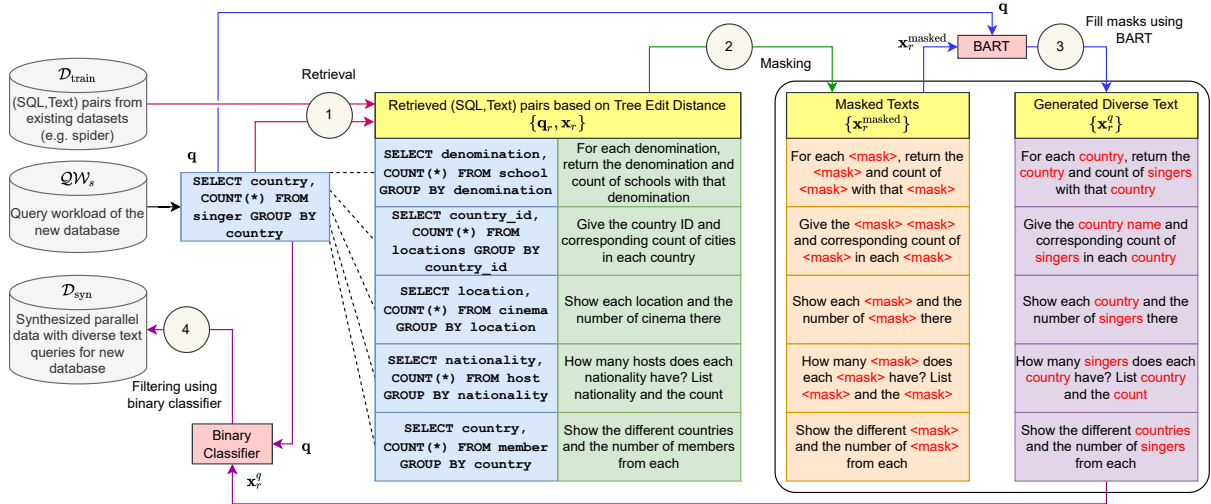 q
D_train
(SQL,Text) pairs from
existing datasets
(e.g. spider)
Retrieval
1
2
Masking
x_r^masked
BART
3
Fill masks using
BART
q
QW_s
Query workload of the
new database
SELECT country,
COUNT(*) FROM
singer GROUP BY
country
D_syn
Synthesized parallel
data with diverse text
queries for new
database
4
Filtering using
binary classifier
Binary
Classifier
q
x_r^q
Retrieved (SQL,Text) pairs based on Tree Edit Distance
{q_r, x_r}
SELECT denomination,
COUNT(*) FROM school
GROUP BY denomination
For each denomination,
return the denomination and
count of schools with that
denomination
SELECT country_id,
COUNT(*) FROM
locations GROUP BY
country_id
Give the country ID and
corresponding count of cities
in each country
SELECT location,
COUNT(*) FROM cinema
GROUP BY location
Show each location and the
number of cinema there
SELECT nationality,
COUNT(*) FROM host
GROUP BY nationality
How many hosts does each
nationality have? List
nationality and the count
SELECT country,
COUNT(*) FROM member
GROUP BY country
Show the different countries
and the number of members
from each
Masked Texts
{x_r^masked}
For each <mask>, return the
<mask> and count of
<mask> with that <mask>
Give the <mask> <mask>
and corresponding count of
<mask> in each <mask>
Show each <mask> and the
number of <mask> there
How many <mask> does
each <mask> have? List
<mask> and the <mask>
Show the different <mask>
and the number of <mask>
from each
Generated Diverse Text
{x_r^q}
For each country, return the
country and count of singers
with that country
Give the country name and
corresponding count of
singers in each country
Show each country and the
number of singers there
How many singers does each
country have? List country
and the count
Show the different countries
and the number of singers
from each